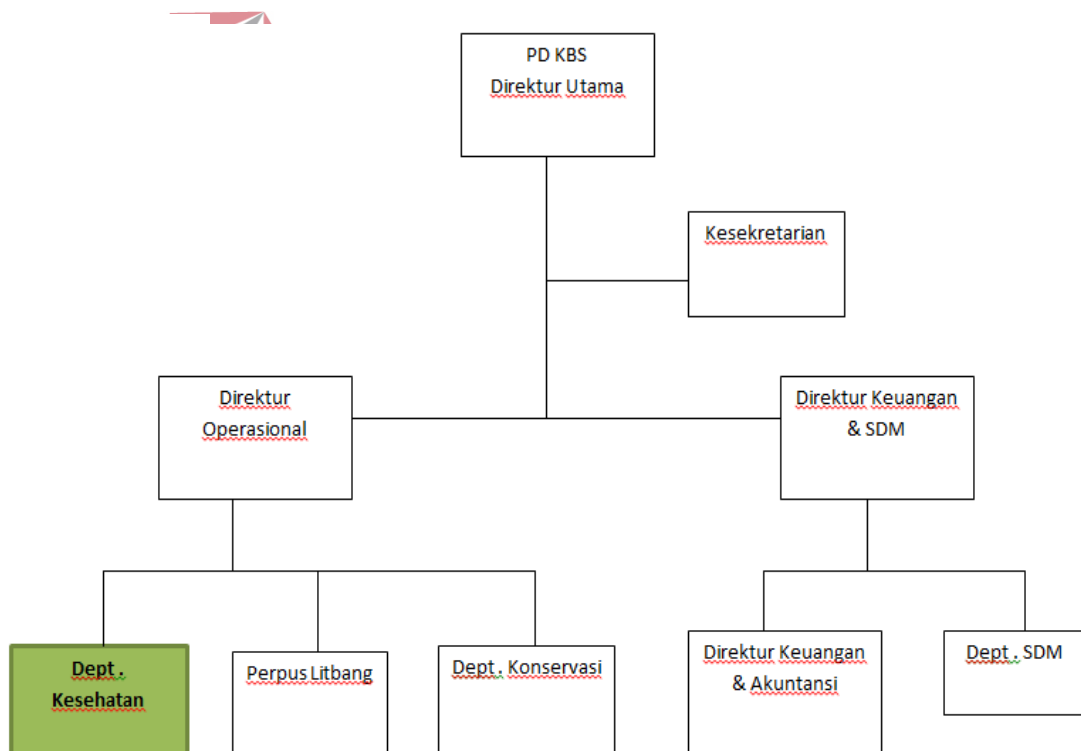 PD KBS
Direktur Utama
Kesekretarian
Direktur
Operasional
Direktur Keuangan
& SDM
Dept .
Kesehatan
Perpus Litbang
Dept . Konservasi
Direktur Keuangan
& Akuntansi
Dept . SDM